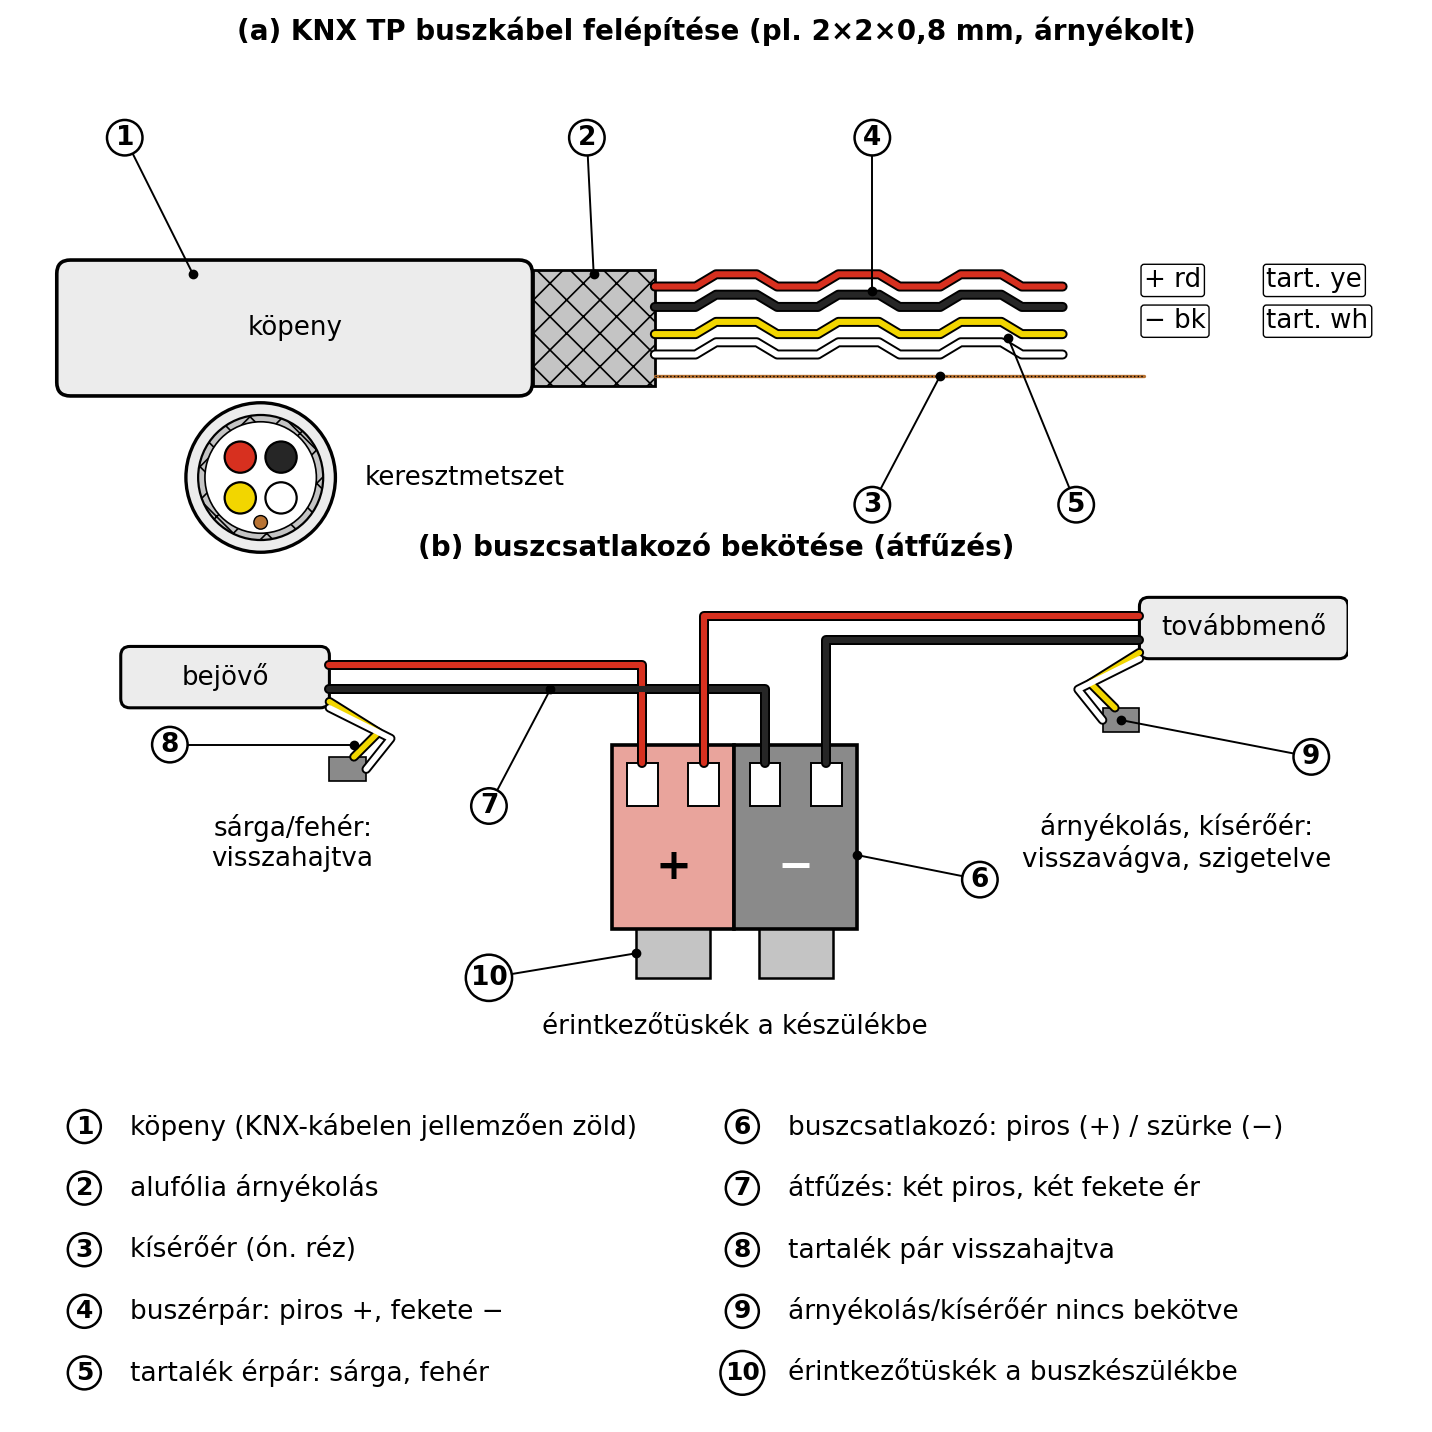 (a) KNX TP buszkábel felépítése (pl. 2×2×0,8 mm, árnyékolt)
1
2
4
+ rd
tart. ye
− bk
tart. wh
köpeny
keresztmetszet
3
5
(b) buszcsatlakozó bekötése (átfűzés)
továbbmenő
bejövő
8
9
7
sárga/fehér:
visszahajtva
árnyékolás, kísérőér:
visszavágva, szigetelve
+
−
6
10
érintkezőtüskék a készülékbe
1 köpeny (KNX-kábelen jellemzően zöld)
2 alufólia árnyékolás
3 kísérőér (ón. réz)
4 buszérpár: piros +, fekete −
5 tartalék érpár: sárga, fehér
6 buszcsatlakozó: piros (+) / szürke (−)
7 átfűzés: két piros, két fekete ér
8 tartalék pár visszahajtva
9 árnyékolás/kísérőér nincs bekötve
10 érintkezőtüskék a buszkészülékbe